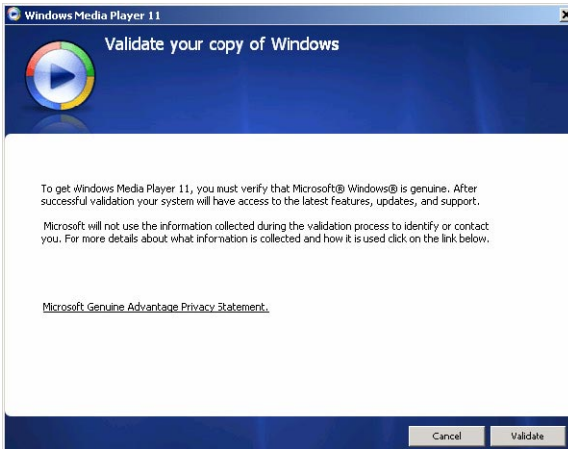 Windows Media Player 11
Validate your copy of Windows
To get Windows Media Player 11, you must verify that Microsoft® Windows® is genuine. After
successful validation your system will have access to the latest features, updates, and support.
Microsoft will not use the information collected during the validation process to identify or contact
you. For more details about what information is collected and how it is used click on the link below.
Microsoft Genuine Advantage Privacy Statement.
Cancel Validate